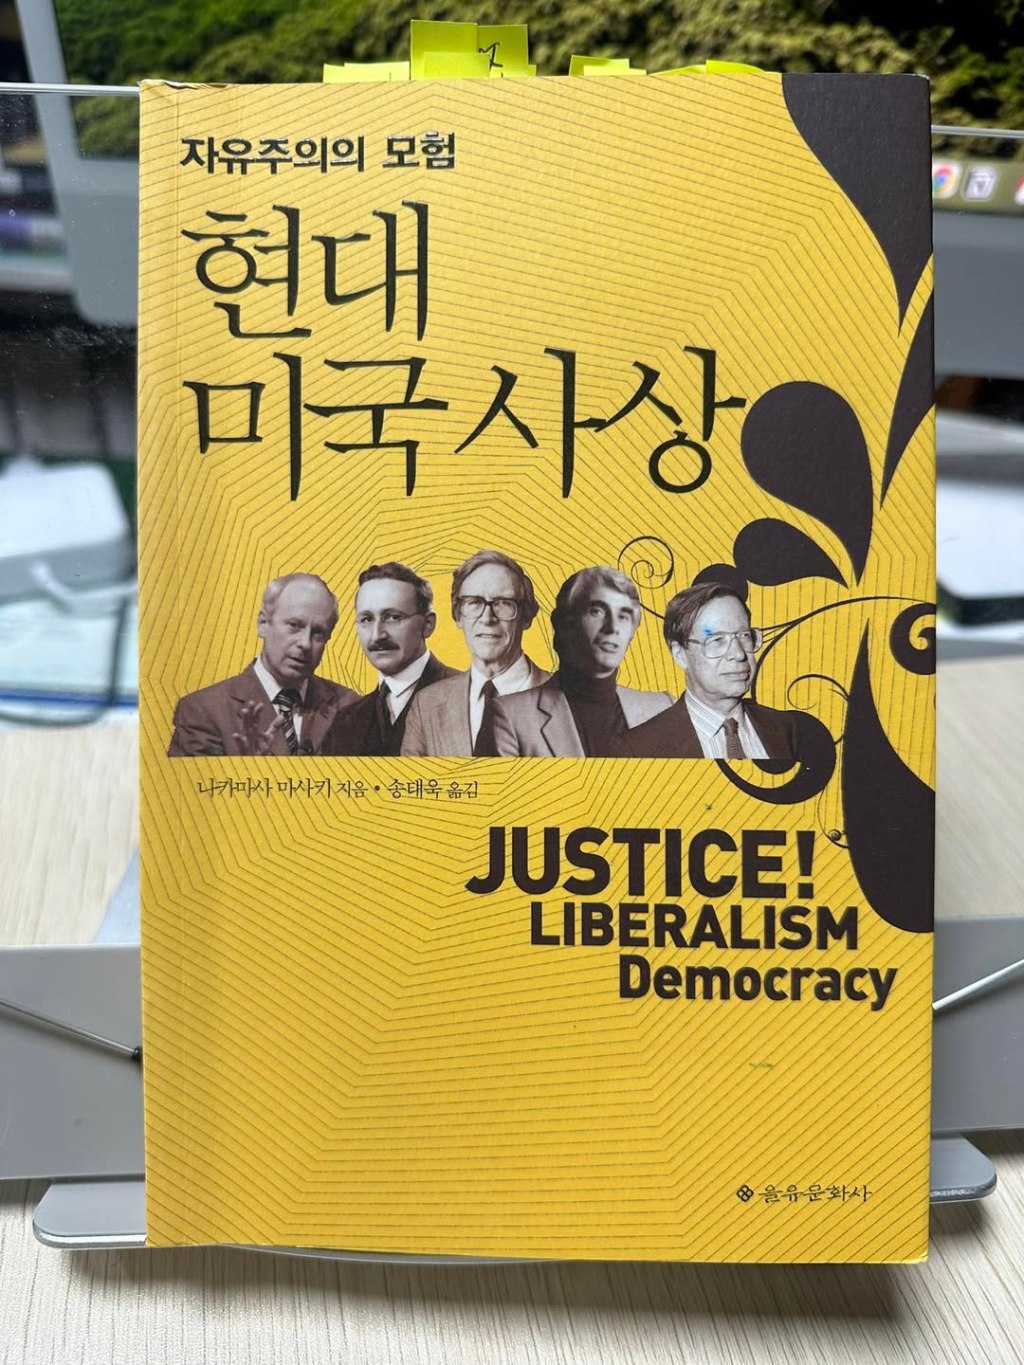 자유주의의 모험
현대
미국 사상
나카마사 마사키 지음 • 송태욱 옮김
JUSTICE!
LIBERALISM
Democracy
을유문화사